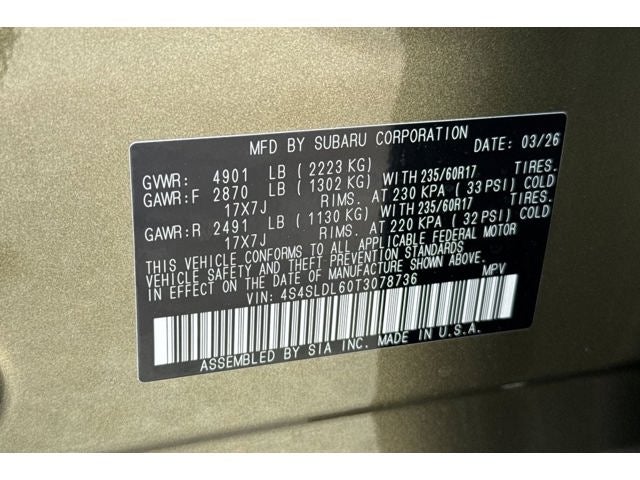 MFD BY SUBARU CORPORATION DATE: 03/26
GVWR: 4901 LB ( 2223 KG) TIRES.
GAWR:F 2870 LB ( 1302 KG) WITH 235/60R17
17X7J RIMS. AT 230 KPA ( 33 PSI) COLD
GAWR:R 2491 LB ( 1130 KG) WITH 235/60R17 TIRES.
17X7J RIMS. AT 220 KPA ( 32 PSI) COLD
THIS VEHICLE CONFORMS TO ALL APPLICABLE FEDERAL MOTOR
VEHICLE SAFETY AND THEFT PREVENTION STANDARDS IN
EFFECT ON THE DATE OF MANUFACTURE SHOWN ABOVE.
VIN: 4S4SLDL60T3078736 MPV
ASSEMBLED BY SIA INC. MADE IN U.S.A.